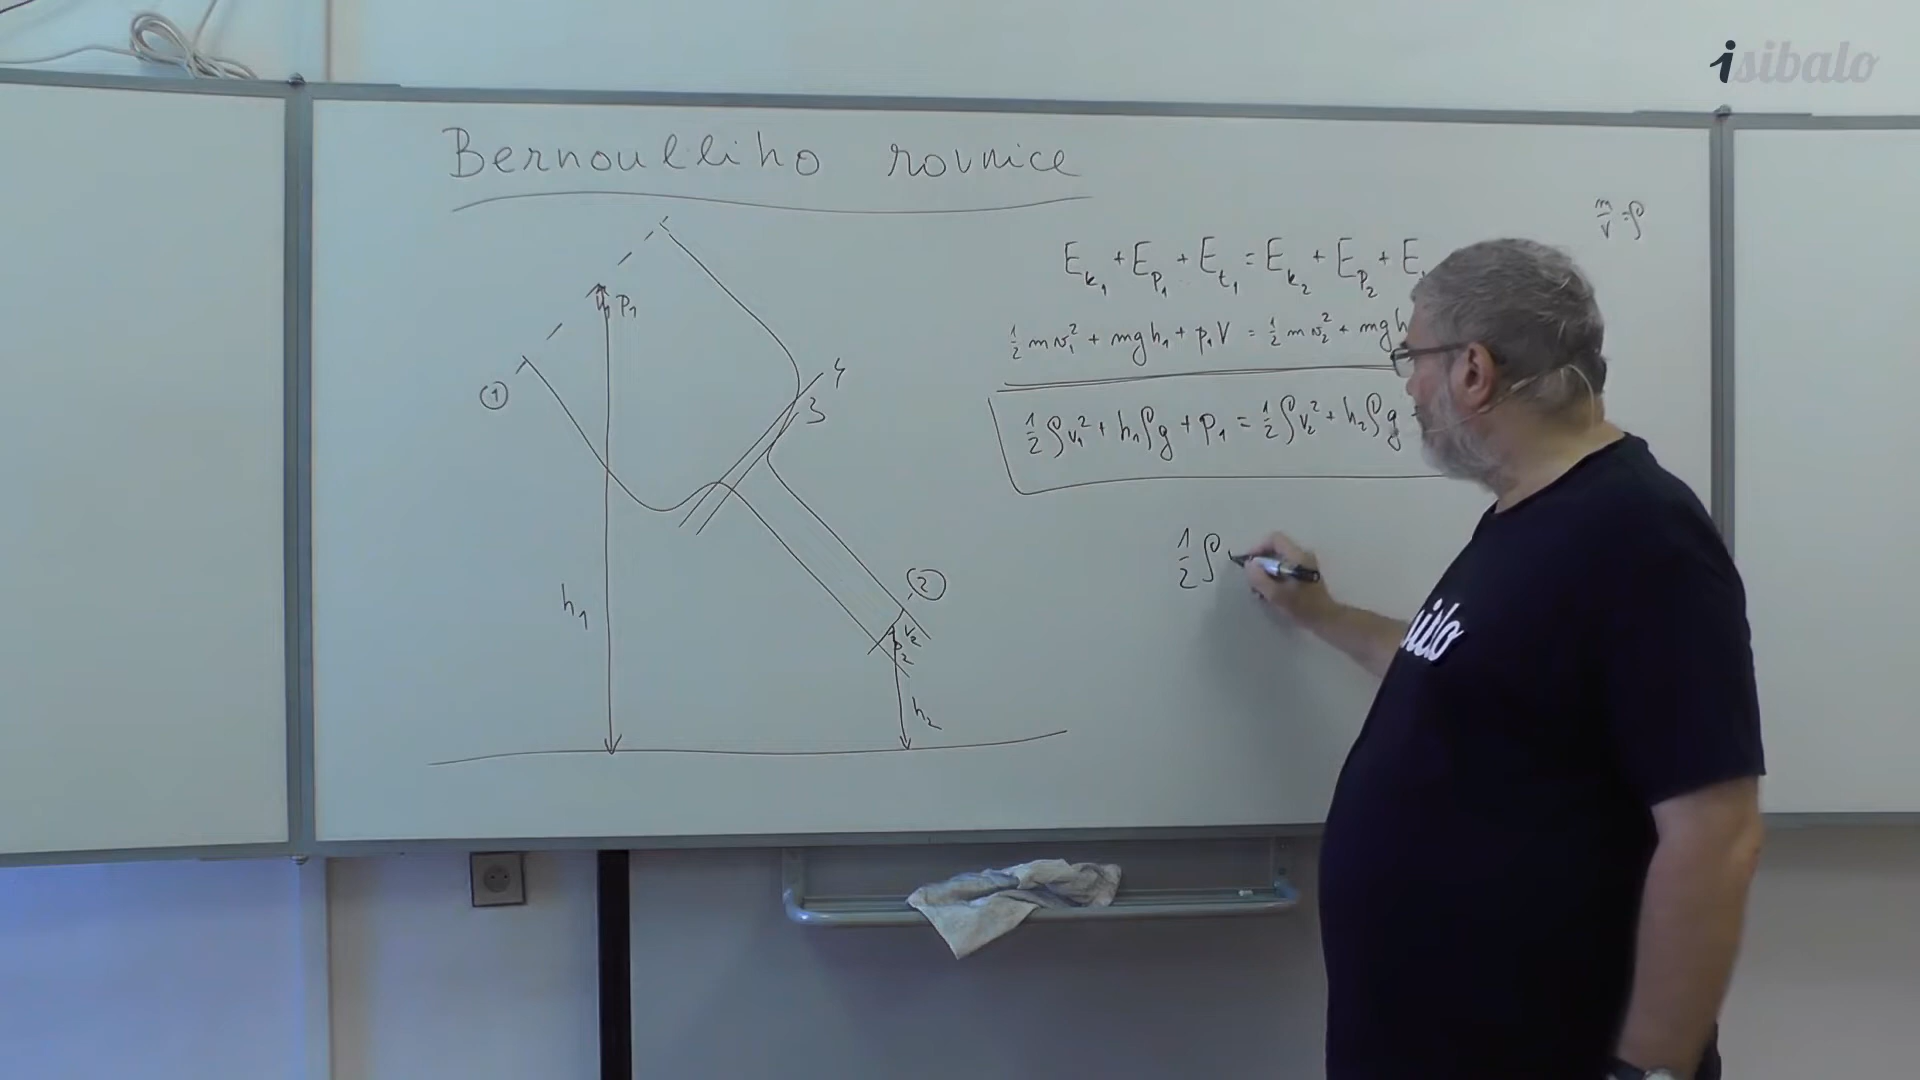 isibalo
Bernoulliho rovnice
m/V = ρ
E_k1 + E_p1 + E_t1 = E_k2 + E_p2 + E
½ m v₁² + m g h₁ + p₁ V = ½ m v₂² + m g h
½ ρ v₁² + h₁ ρ g + p₁ = ½ ρ v₂² + h₂ ρ g
½ ρ v
p₁
①
4
3
h₁
②
v₂
p₂
h₂